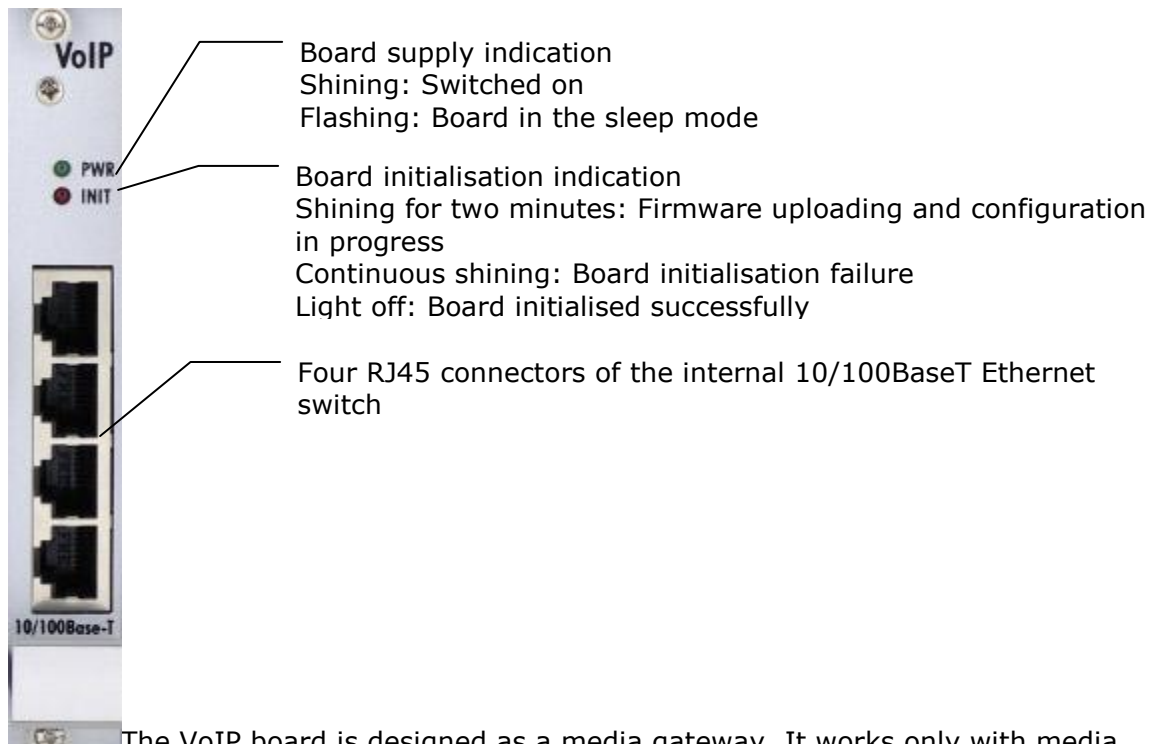 VoIP
Board supply indication
Shining: Switched on
Flashing: Board in the sleep mode
PWR
INIT
Board initialisation indication
Shining for two minutes: Firmware uploading and configuration
in progress
Continuous shining: Board initialisation failure
Light off: Board initialised successfully
Four RJ45 connectors of the internal 10/100BaseT Ethernet
switch
10/100Base-T
The VoIP board is designed as a media gateway. It works only with media